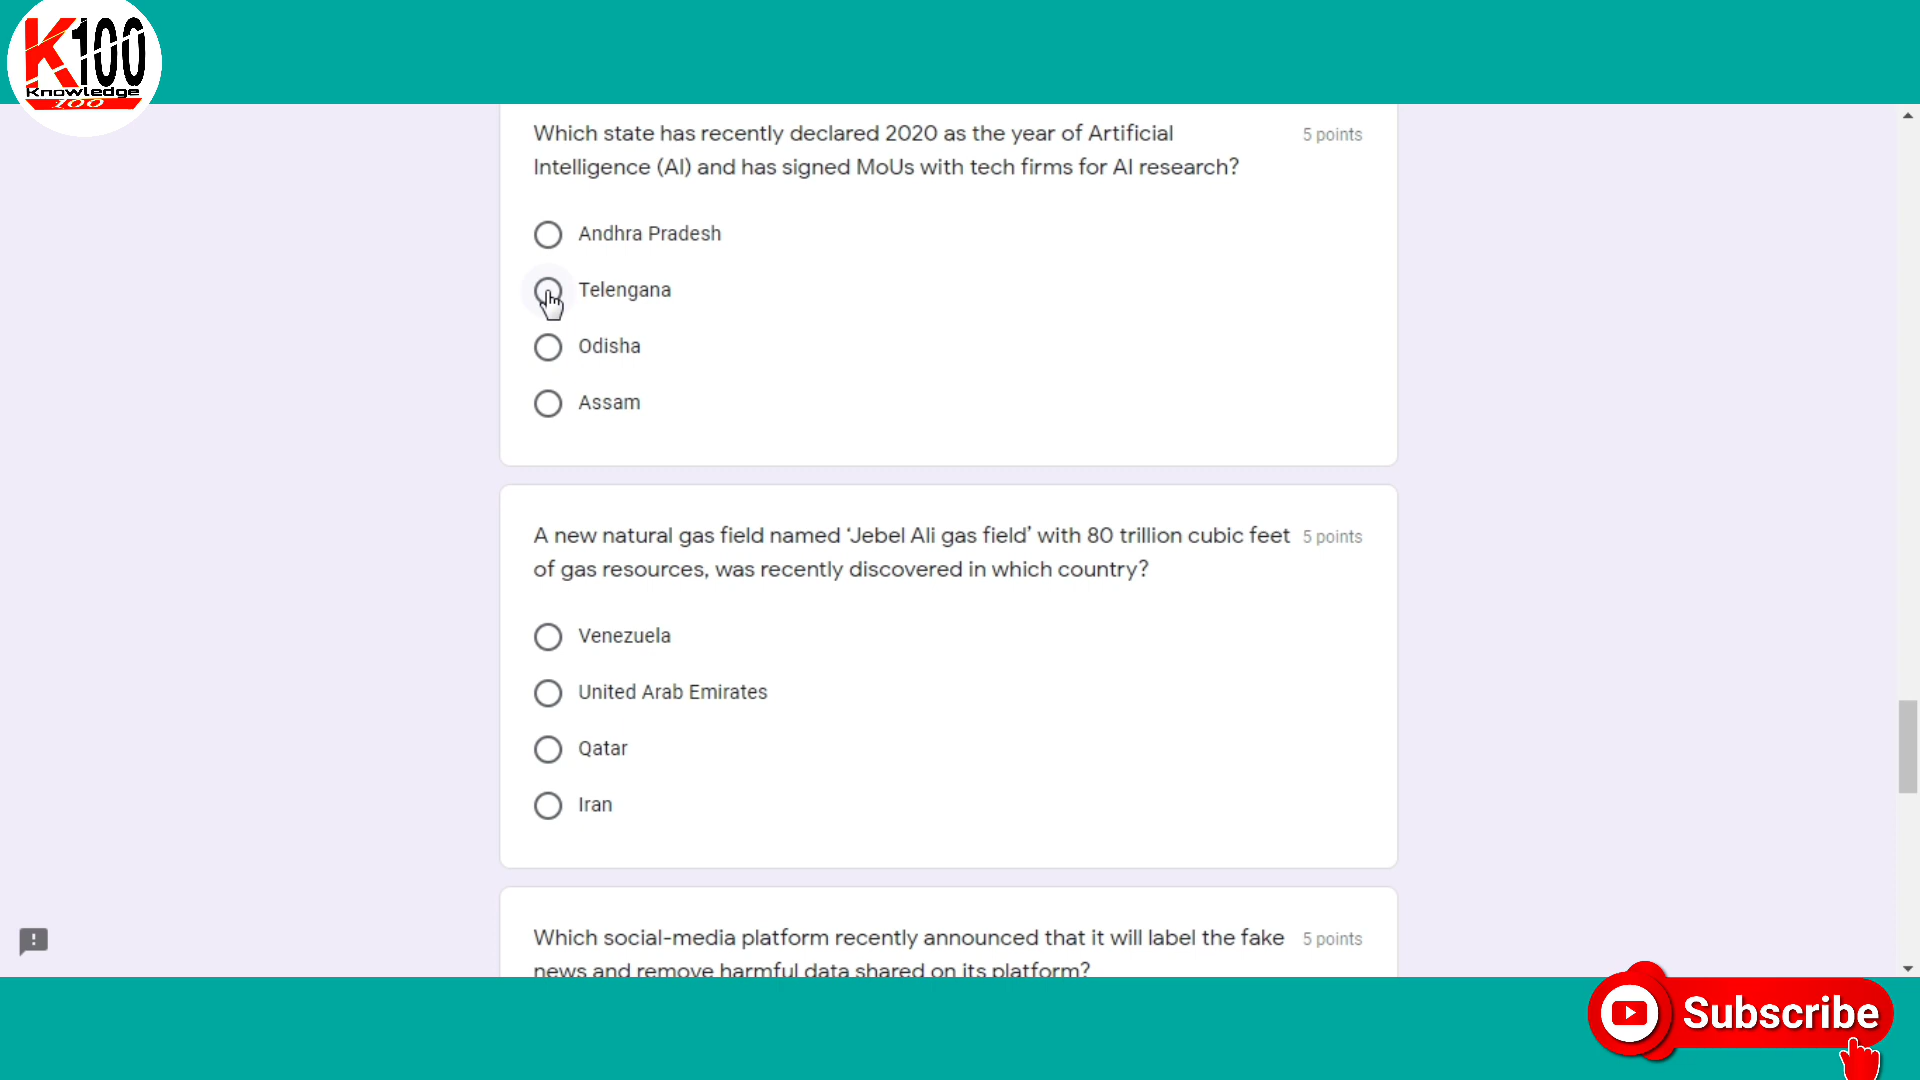 K100
Knowledge
100
Which state has recently declared 2020 as the year of Artificial
5 points
Intelligence (AI) and has signed MoUs with tech firms for AI research?
Andhra Pradesh
Telengana
Odisha
Assam
A new natural gas field named ‘Jebel Ali gas field’ with 80 trillion cubic feet
5 points
of gas resources, was recently discovered in which country?
Venezuela
United Arab Emirates
Qatar
Iran
Which social-media platform recently announced that it will label the fake
5 points
news and remove harmful data shared on its platform?
Subscribe